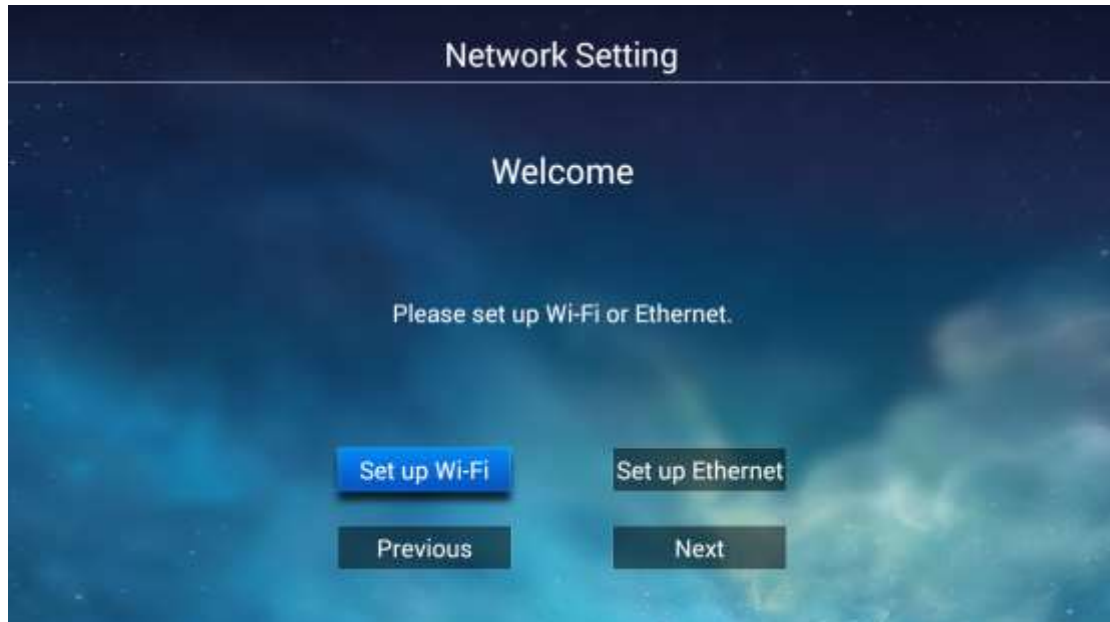 Network Setting
Welcome
Please set up Wi-Fi or Ethernet.
Set up Wi-Fi
Set up Ethernet
Previous
Next